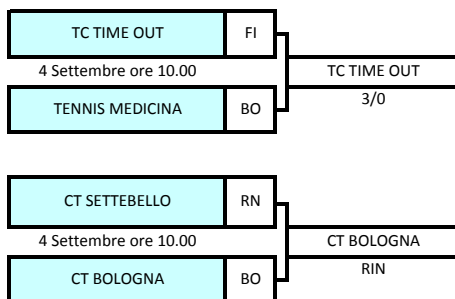 TC TIME OUT FI
4 Settembre ore 10.00 TC TIME OUT
TENNIS MEDICINA BO 3/0
CT SETTEBELLO RN
4 Settembre ore 10.00 CT BOLOGNA
CT BOLOGNA BO RIN